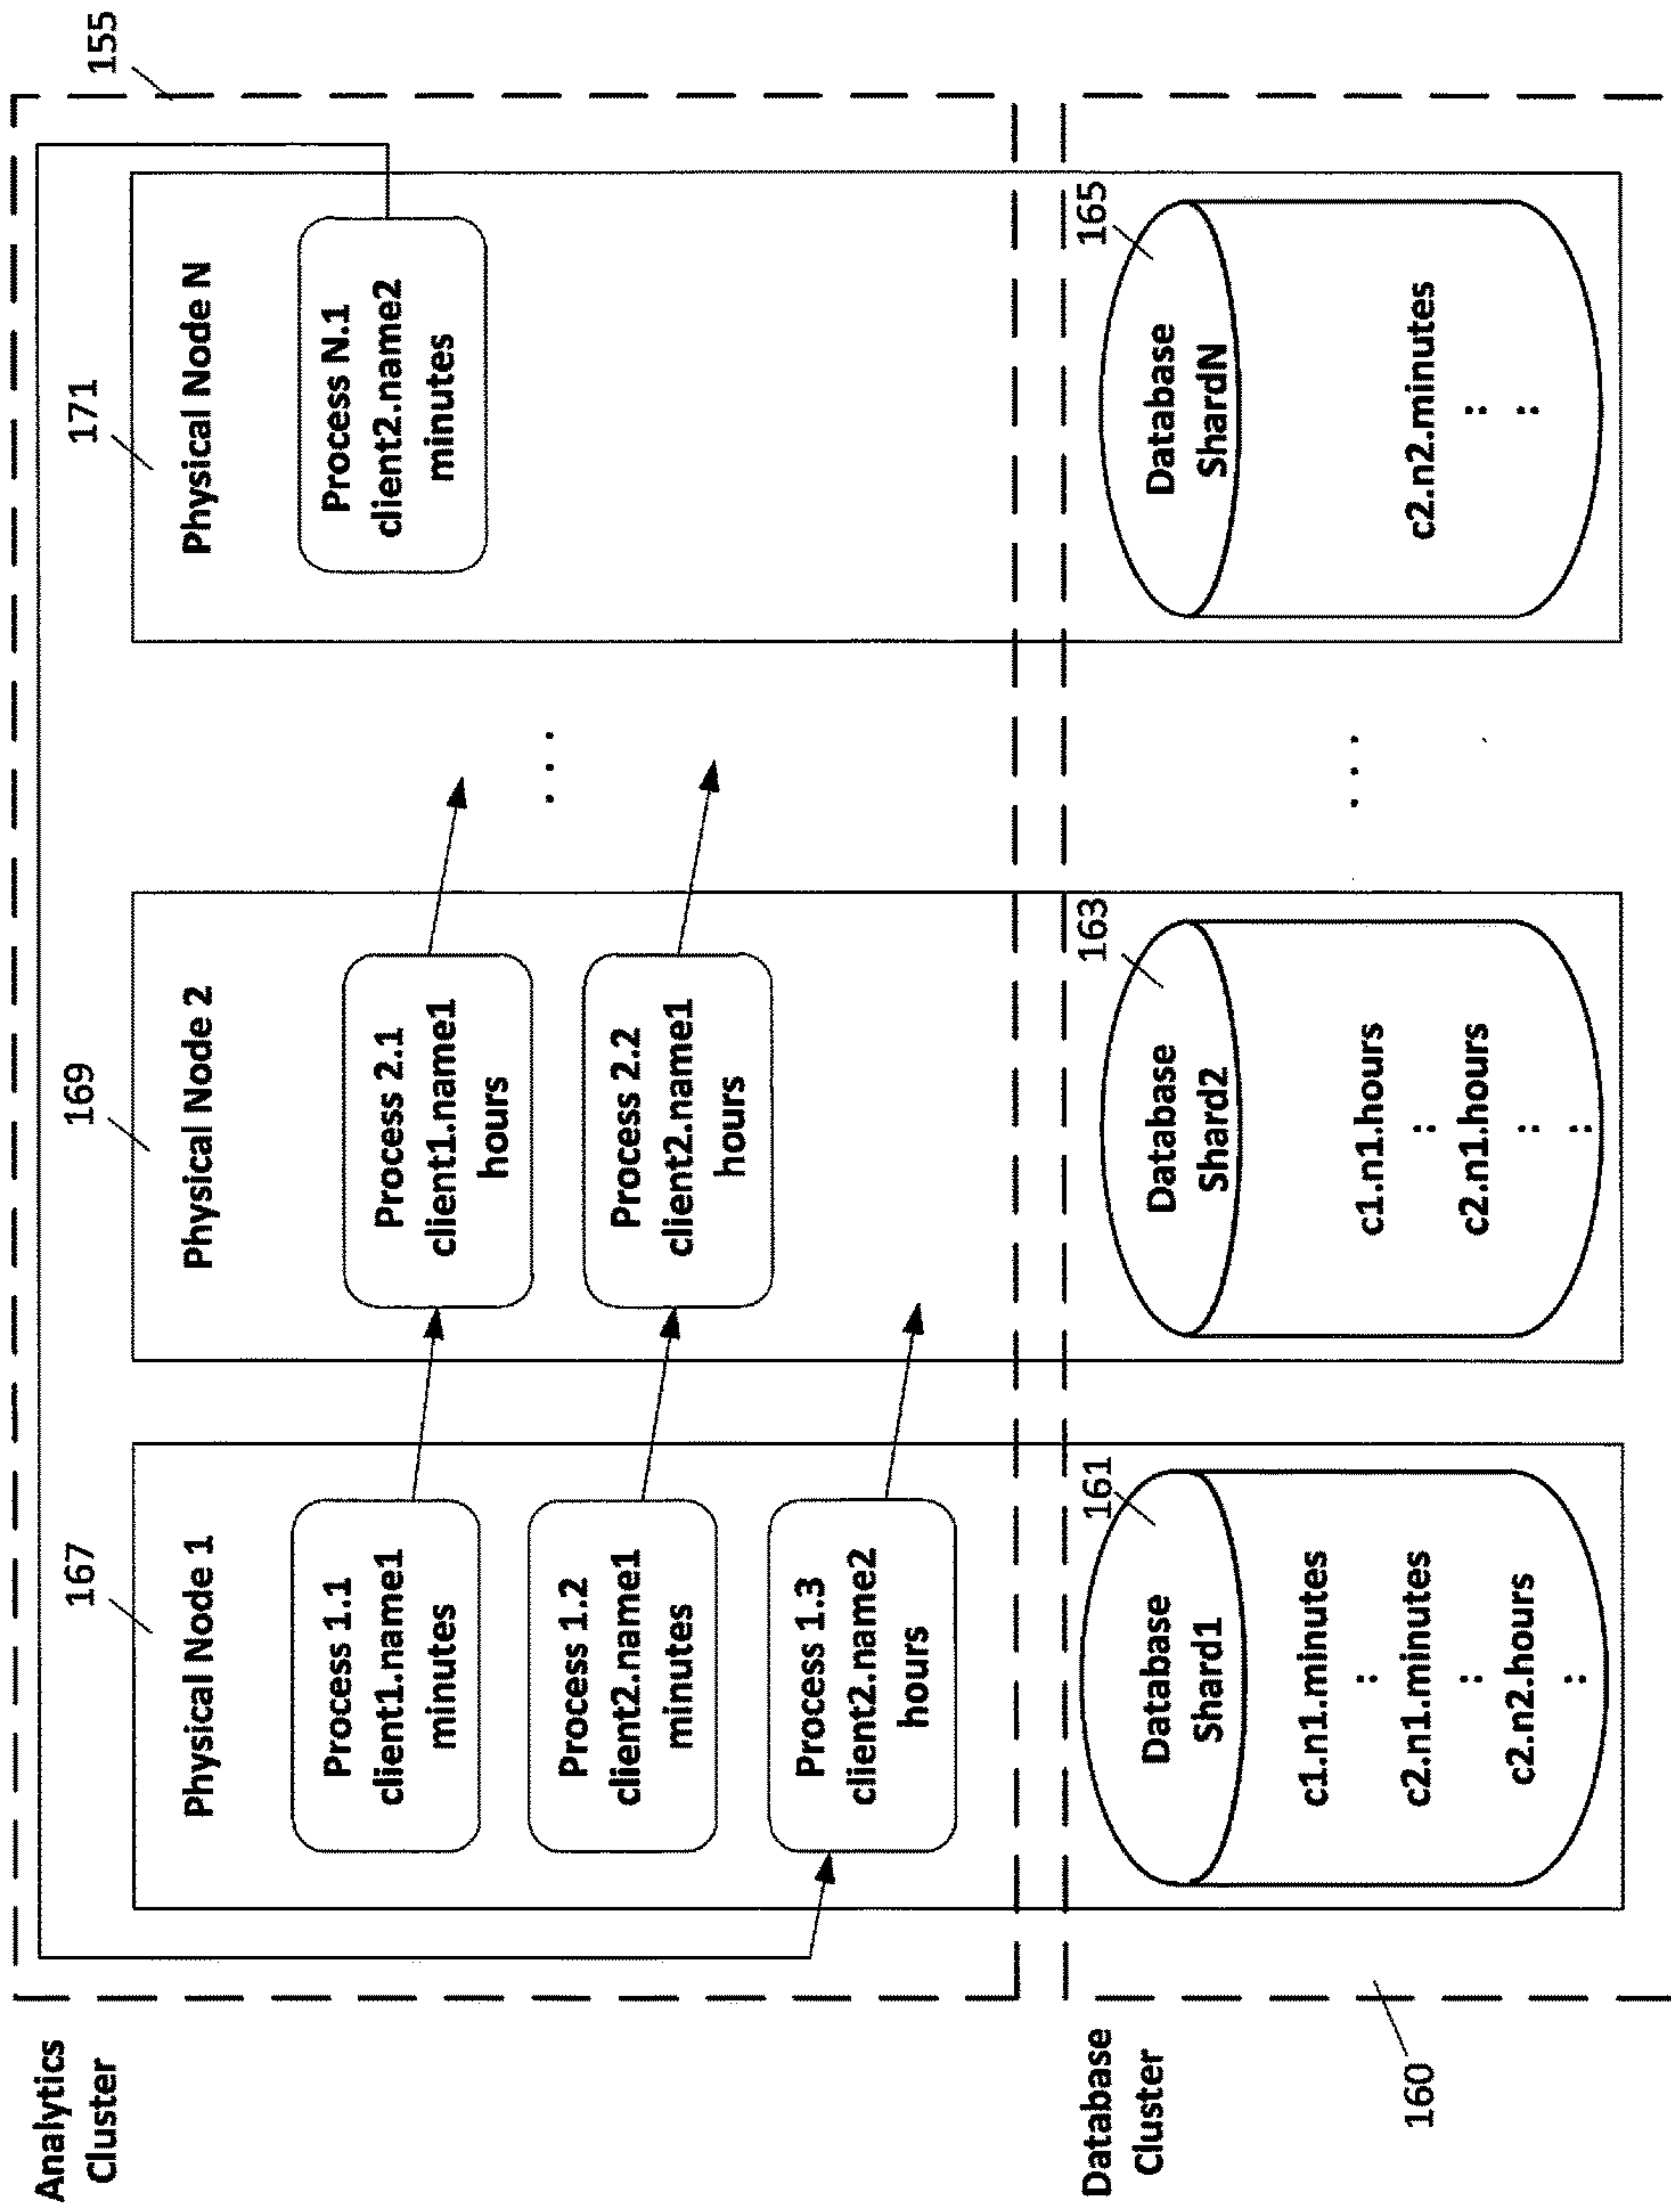 Analytics
Cluster
155
167
Physical Node 1
Process 1.1
client1.name1
minutes
Process 1.2
client2.name1
minutes
Process 1.3
client2.name2
hours
169
Physical Node 2
Process 2.1
client1.name1
hours
Process 2.2
client2.name1
hours
. . .
171
Physical Node N
Process N.1
client2.name2
minutes
Database
Cluster
160
161
Database
Shard1
c1.n1.minutes
:
c2.n1.minutes
:
c2.n2.hours
:
163
Database
Shard2
c1.n1.hours
:
c2.n1.hours
:
:
. . .
165
Database
ShardN
c2.n2.minutes
:
: